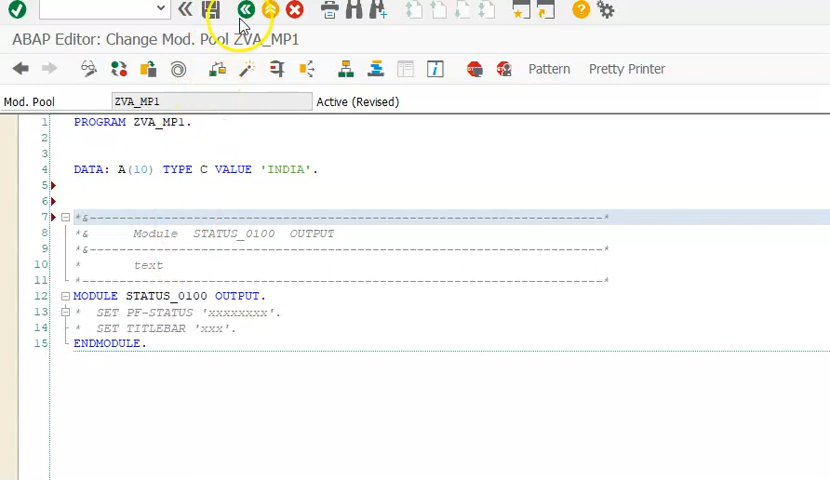 ABAP Editor: Change Mod. Pool ZVA_MP1
Pattern Pretty Printer
Mod. Pool ZVA_MP1 Active (Revised)
1 PROGRAM ZVA_MP1.
2
3
4 DATA: A(10) TYPE C VALUE 'INDIA'.
5
6
7 *&---------------------------------------------------------------------*
8 *& Module STATUS_0100 OUTPUT
9 *&---------------------------------------------------------------------*
10 * text
11 *----------------------------------------------------------------------*
12 MODULE STATUS_0100 OUTPUT.
13 * SET PF-STATUS 'xxxxxxxx'.
14 * SET TITLEBAR 'xxx'.
15 ENDMODULE.